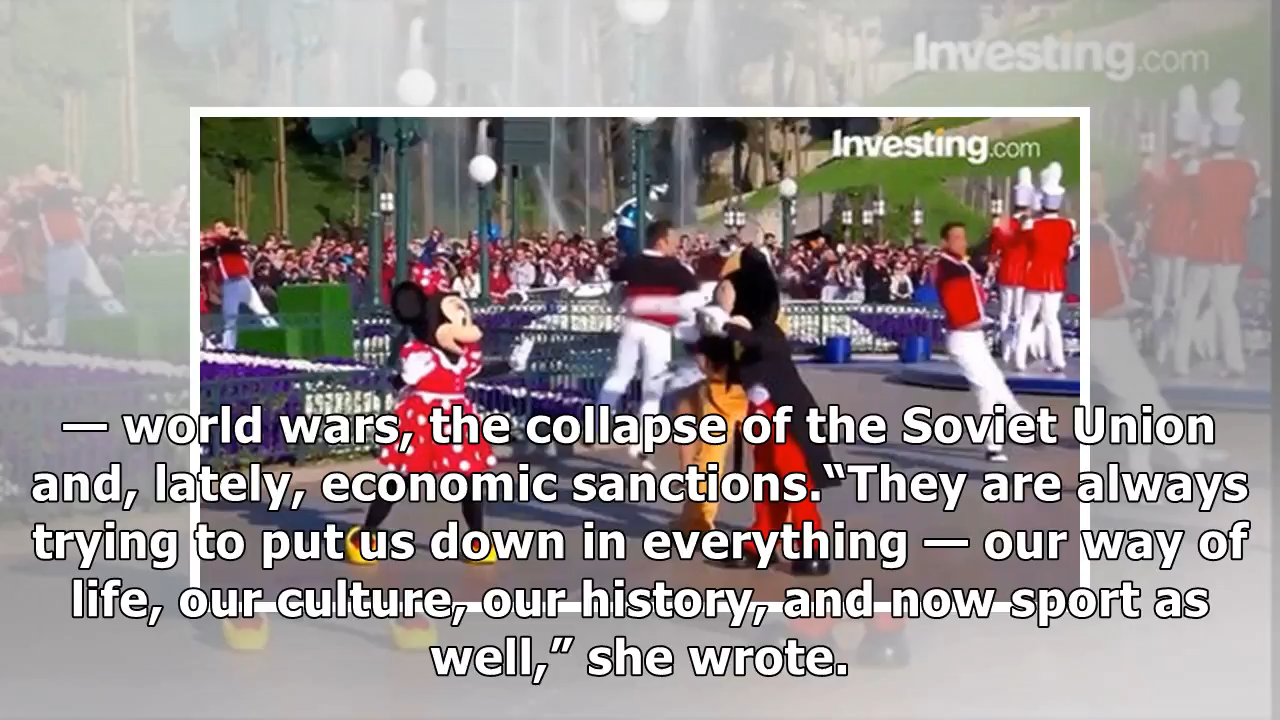 Investing.com
Investing.com
— world wars, the collapse of the Soviet Union
and, lately, economic sanctions.“They are always
trying to put us down in everything — our way of
life, our culture, our history, and now sport as
well,” she wrote.